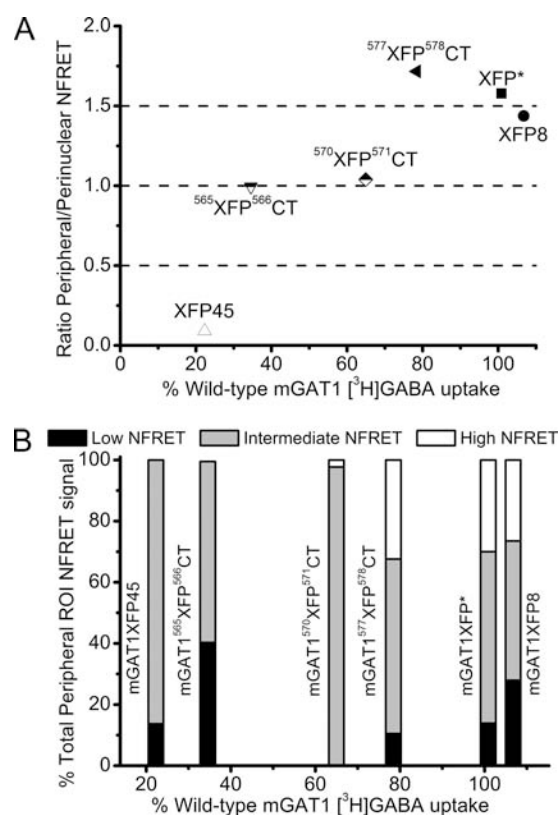 A
2.0
1.5
1.0
0.5
0.0
Ratio Peripheral/Perinuclear NFRET
577XFP578CT
XFP*
XFP8
570XFP571CT
565XFP566CT
XFP45
0 20 40 60 80 100
% Wild-type mGAT1 [3H]GABA uptake
B
Low NFRET Intermediate NFRET High NFRET
100
80
60
40
20
0
% Total Peripheral ROI NFRET signal
mGAT1XFP45
mGAT1565XFP566CT
mGAT1570XFP571CT
mGAT1577XFP578CT
mGAT1XFP*
mGAT1XFP8
20 40 60 80 100
% Wild-type mGAT1 [3H]GABA uptake